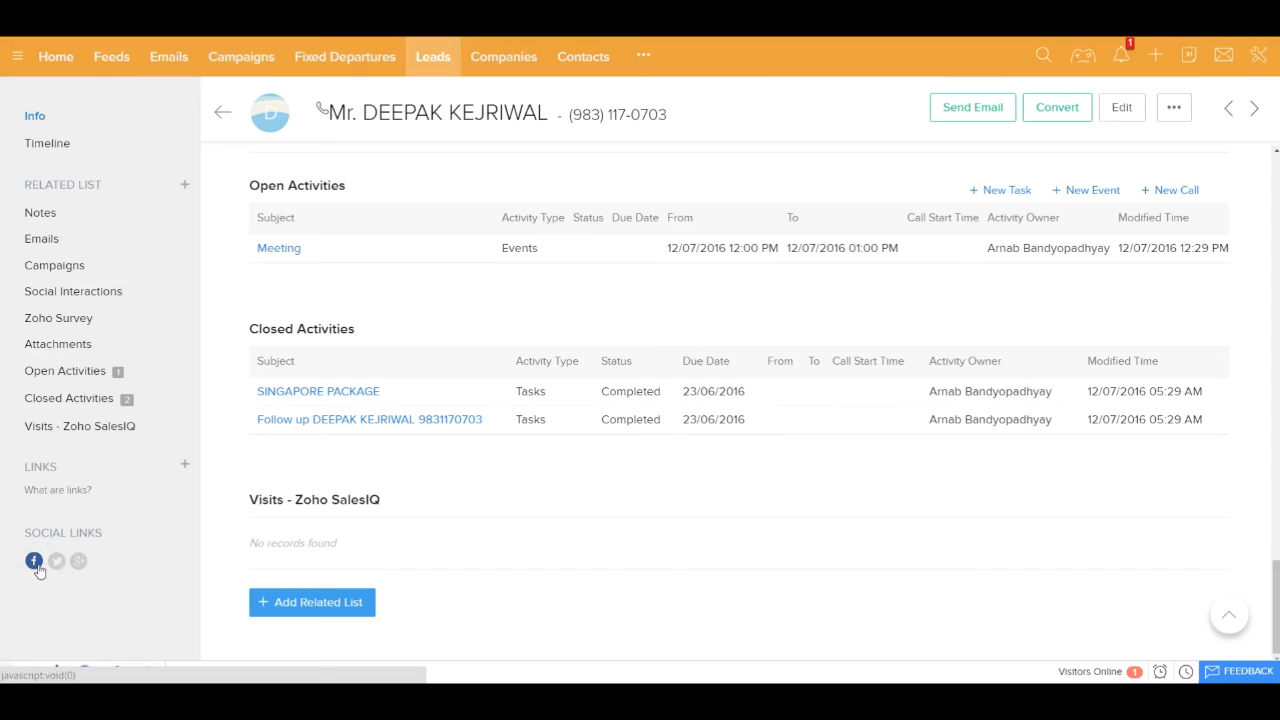 Home Feeds Emails Campaigns Fixed Departures Leads Companies Contacts ••• 1 31
Info
Timeline
RELATED LIST +
Notes
Emails
Campaigns
Social Interactions
Zoho Survey
Attachments
Open Activities 1
Closed Activities 2
Visits - Zoho SalesIQ
LINKS +
What are links?
SOCIAL LINKS
f g+
D Mr. DEEPAK KEJRIWAL - (983) 117-0703 Send Email Convert Edit •••
Open Activities
+ New Task + New Event + New Call
Subject Activity Type Status Due Date From To Call Start Time Activity Owner Modified Time
Meeting Events 12/07/2016 12:00 PM 12/07/2016 01:00 PM Arnab Bandyopadhyay 12/07/2016 12:29 PM
Closed Activities
Subject Activity Type Status Due Date From To Call Start Time Activity Owner Modified Time
SINGAPORE PACKAGE Tasks Completed 23/06/2016 Arnab Bandyopadhyay 12/07/2016 05:29 AM
Follow up DEEPAK KEJRIWAL 9831170703 Tasks Completed 23/06/2016 Arnab Bandyopadhyay 12/07/2016 05:29 AM
Visits - Zoho SalesIQ
No records found
+ Add Related List
javascript:void(0)
Visitors Online 1 FEEDBACK